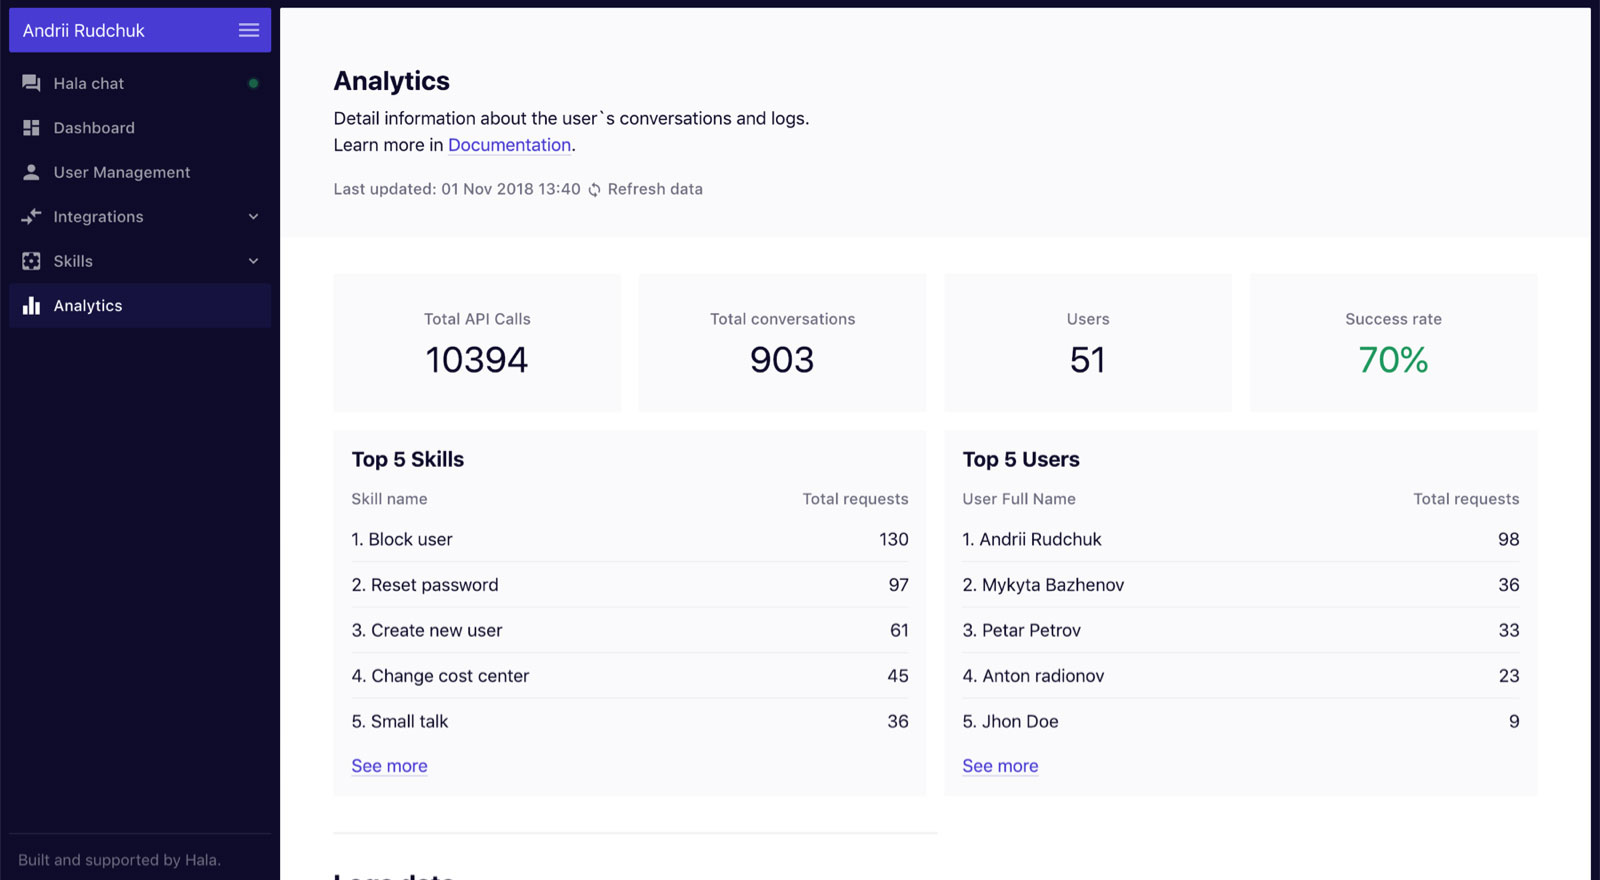 Andrii Rudchuk
Hala chat
Dashboard
User Management
Integrations
Skills
Analytics
Built and supported by Hala.
Analytics
Detail information about the user`s conversations and logs.
Learn more in Documentation.
Last updated: 01 Nov 2018 13:40 Refresh data
Total API Calls
10394
Total conversations
903
Users
51
Success rate
70%
Top 5 Skills
Skill name Total requests
1. Block user 130
2. Reset password 97
3. Create new user 61
4. Change cost center 45
5. Small talk 36
See more
Top 5 Users
User Full Name Total requests
1. Andrii Rudchuk 98
2. Mykyta Bazhenov 36
3. Petar Petrov 33
4. Anton radionov 23
5. Jhon Doe 9
See more